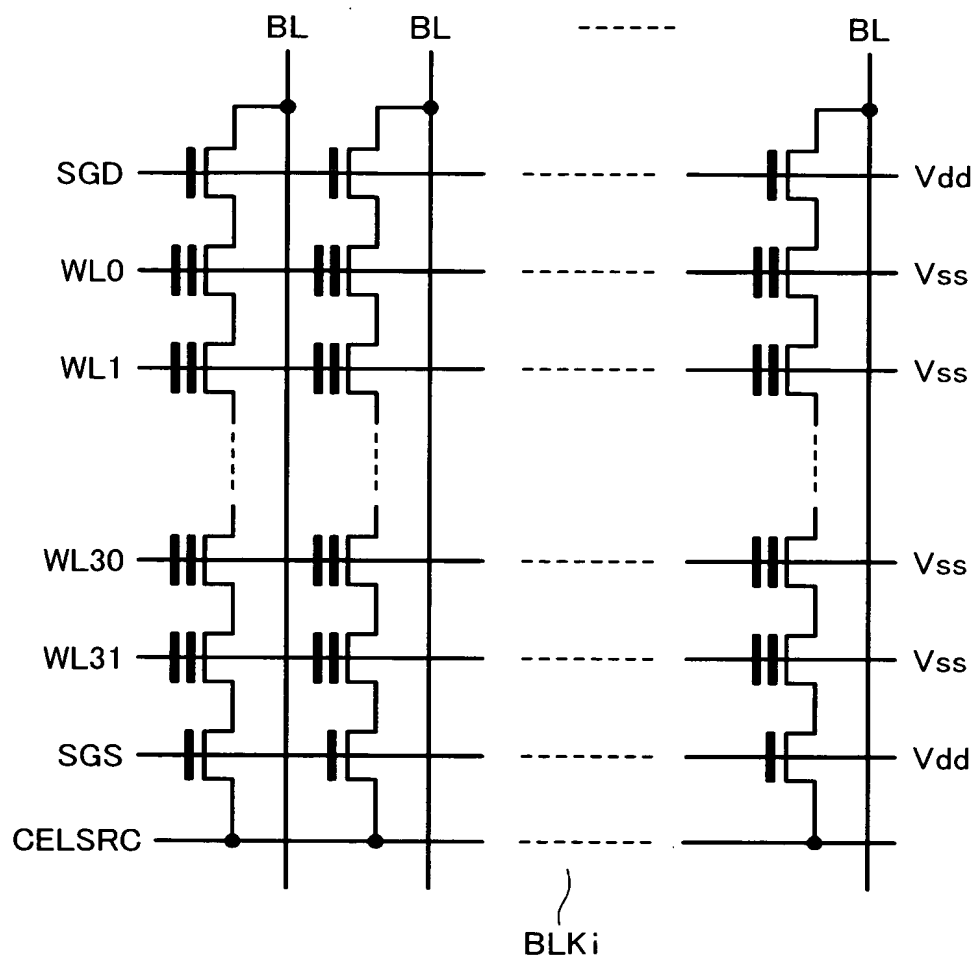 BL BL BL
SGD Vdd
WL0 Vss
WL1 Vss
WL30 Vss
WL31 Vss
SGS Vdd
CELSRC
BLKi